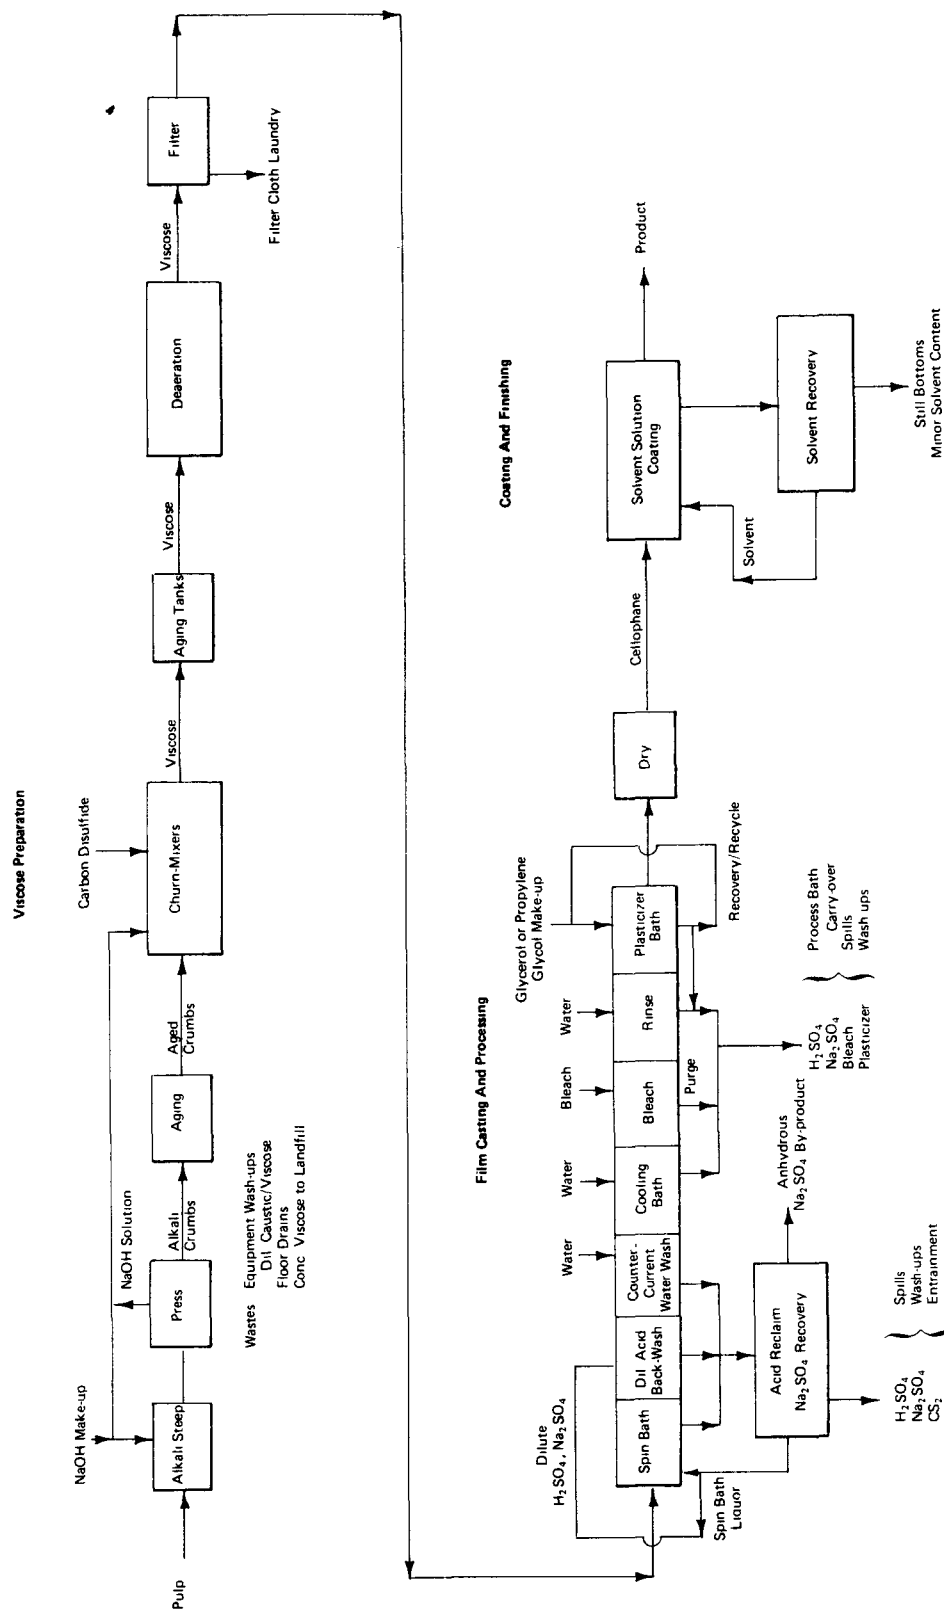 Viscose Preparation
Pulp
NaOH Make-up
Alkali Steep
NaOH Solution
Press
Alkali
Crumbs
Aging
Aged
Crumbs
Carbon Disulfide
Churn-Mixers
Viscose
Aging Tanks
Viscose
Deaeration
Viscose
Filter
Filter Cloth Laundry
Wastes Equipment Wash-ups
Dil Caustic/Viscose
Floor Drains
Conc Viscose to Landfill
Film Casting And Processing
Dilute
H₂SO₄, Na₂SO₄
Spin Bath
Dil Acid
Back-Wash
Counter-
Current
Water Wash
Water
Cooling
Bath
Water
Bleach
Bleach
Water
Rinse
Glycerol or Propylene
Glycol Make-up
Plasticizer
Bath
Recovery/Recycle
Purge
Dry
Cellophane
Spin Bath
Liquor
Acid Reclaim
Na₂SO₄ Recovery
Anhydrous
Na₂SO₄ By-product
H₂SO₄
Na₂SO₄
CS₂
Spills
Wash-ups
Entrainment
H₂SO₄
Na₂SO₄
Bleach
Plasticizer
Process Bath
Carry-over
Spills
Wash ups
Coating And Finishing
Solvent Solution
Coating
Product
Solvent
Solvent Recovery
Still Bottoms
Minor Solvent Content